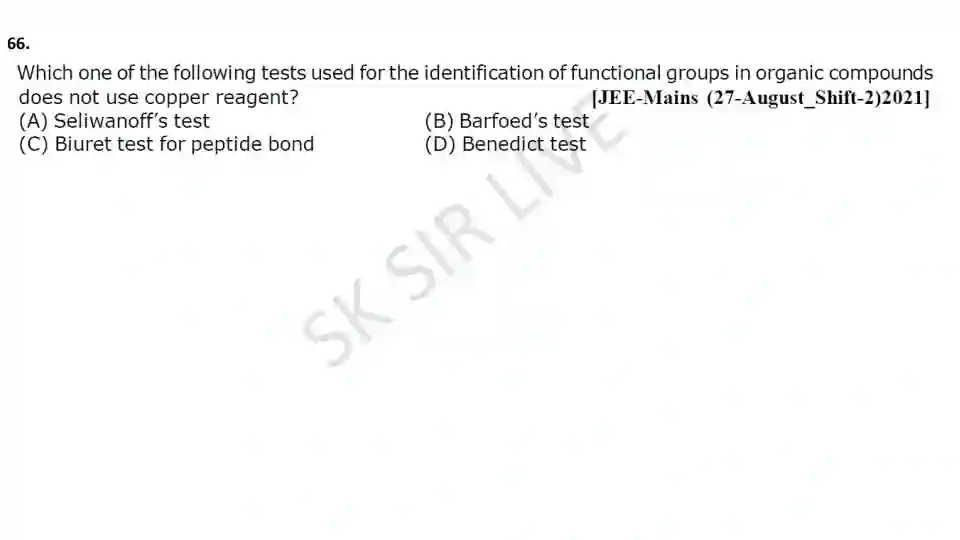 66.
Which one of the following tests used for the identification of functional groups in organic compounds
does not use copper reagent? [JEE-Mains (27-August_Shift-2)2021]
(A) Seliwanoff’s test (B) Barfoed’s test
(C) Biuret test for peptide bond (D) Benedict test
SK SIR LIVE